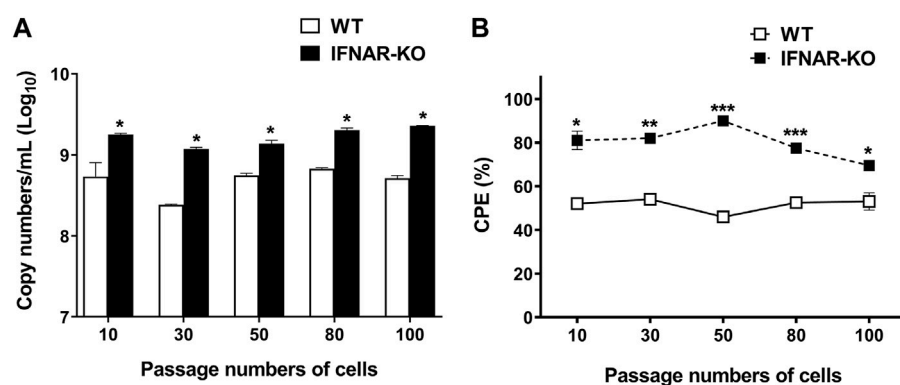 A
WT
IFNAR-KO
Copy numbers/mL (Log10)
10
9
8
7
* * * * *
10 30 50 80 100
Passage numbers of cells
B
WT
IFNAR-KO
CPE (%)
100
80
60
40
20
0
* ** *** *** *
10 30 50 80 100
Passage numbers of cells